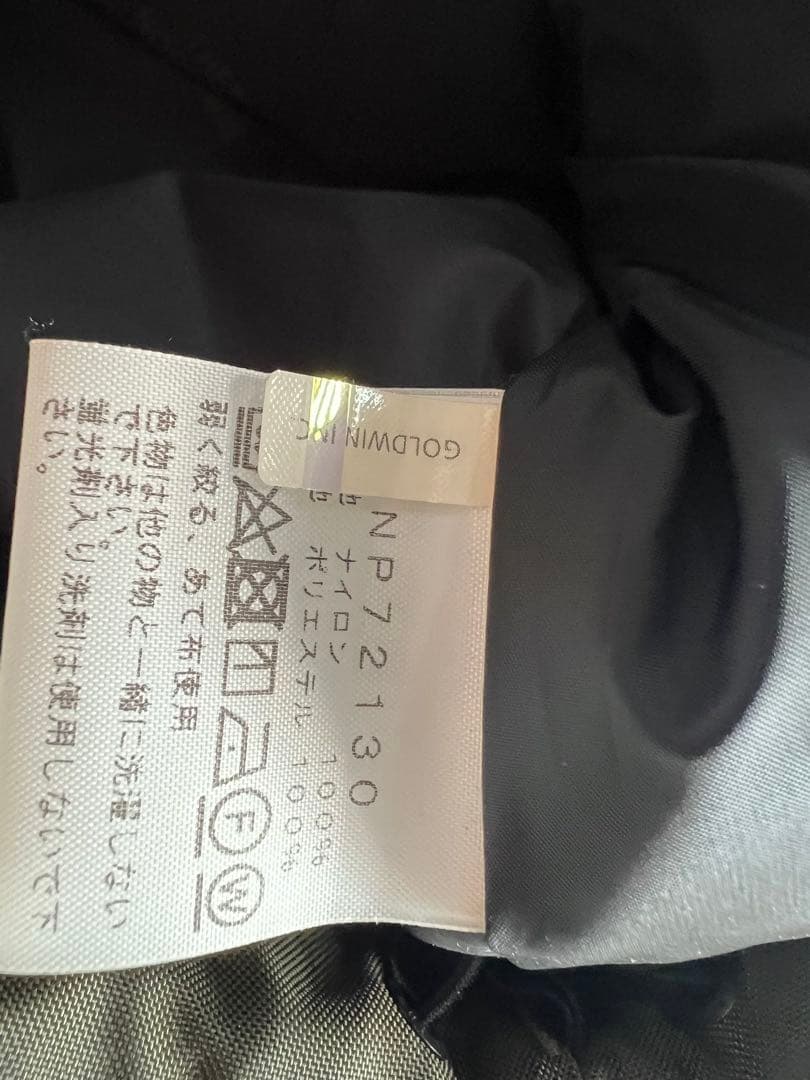 GOLDWIN INC
NP72130
ナイロン 100%
ポリエステル 100%
F
W
弱く絞る、あて布使用
色物は他の物と一緒に洗濯しない
で下さい。
蛍光剤入り洗剤は使用しないで下
さい。